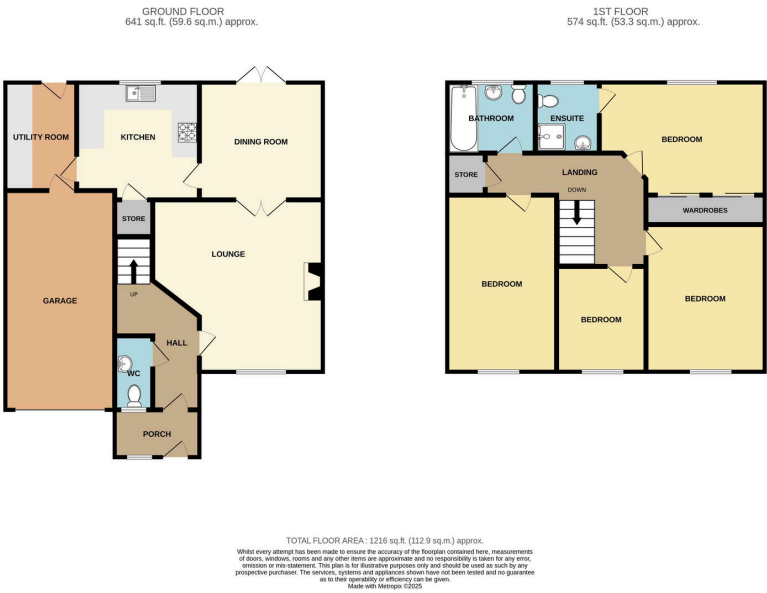 GROUND FLOOR
641 sq.ft. (59.6 sq.m.) approx.
1ST FLOOR
574 sq.ft. (53.3 sq.m.) approx.
UTILITY ROOM
KITCHEN
DINING ROOM
STORE
LOUNGE
GARAGE
UP
HALL
WC
PORCH
BATHROOM
ENSUITE
BEDROOM
STORE
LANDING
DOWN
WARDROBES
BEDROOM
BEDROOM
BEDROOM
TOTAL FLOOR AREA : 1216 sq.ft. (112.9 sq.m.) approx.
Whilst every attempt has been made to ensure the accuracy of the floorplan contained here, measurements
of doors, windows, rooms and any other items are approximate and no responsibility is taken for any error,
omission or mis-statement. This plan is for illustrative purposes only and should be used as such by any
prospective purchaser. The services, systems and appliances shown have not been tested and no guarantee
as to their operability or efficiency can be given.
Made with Metropix ©2025